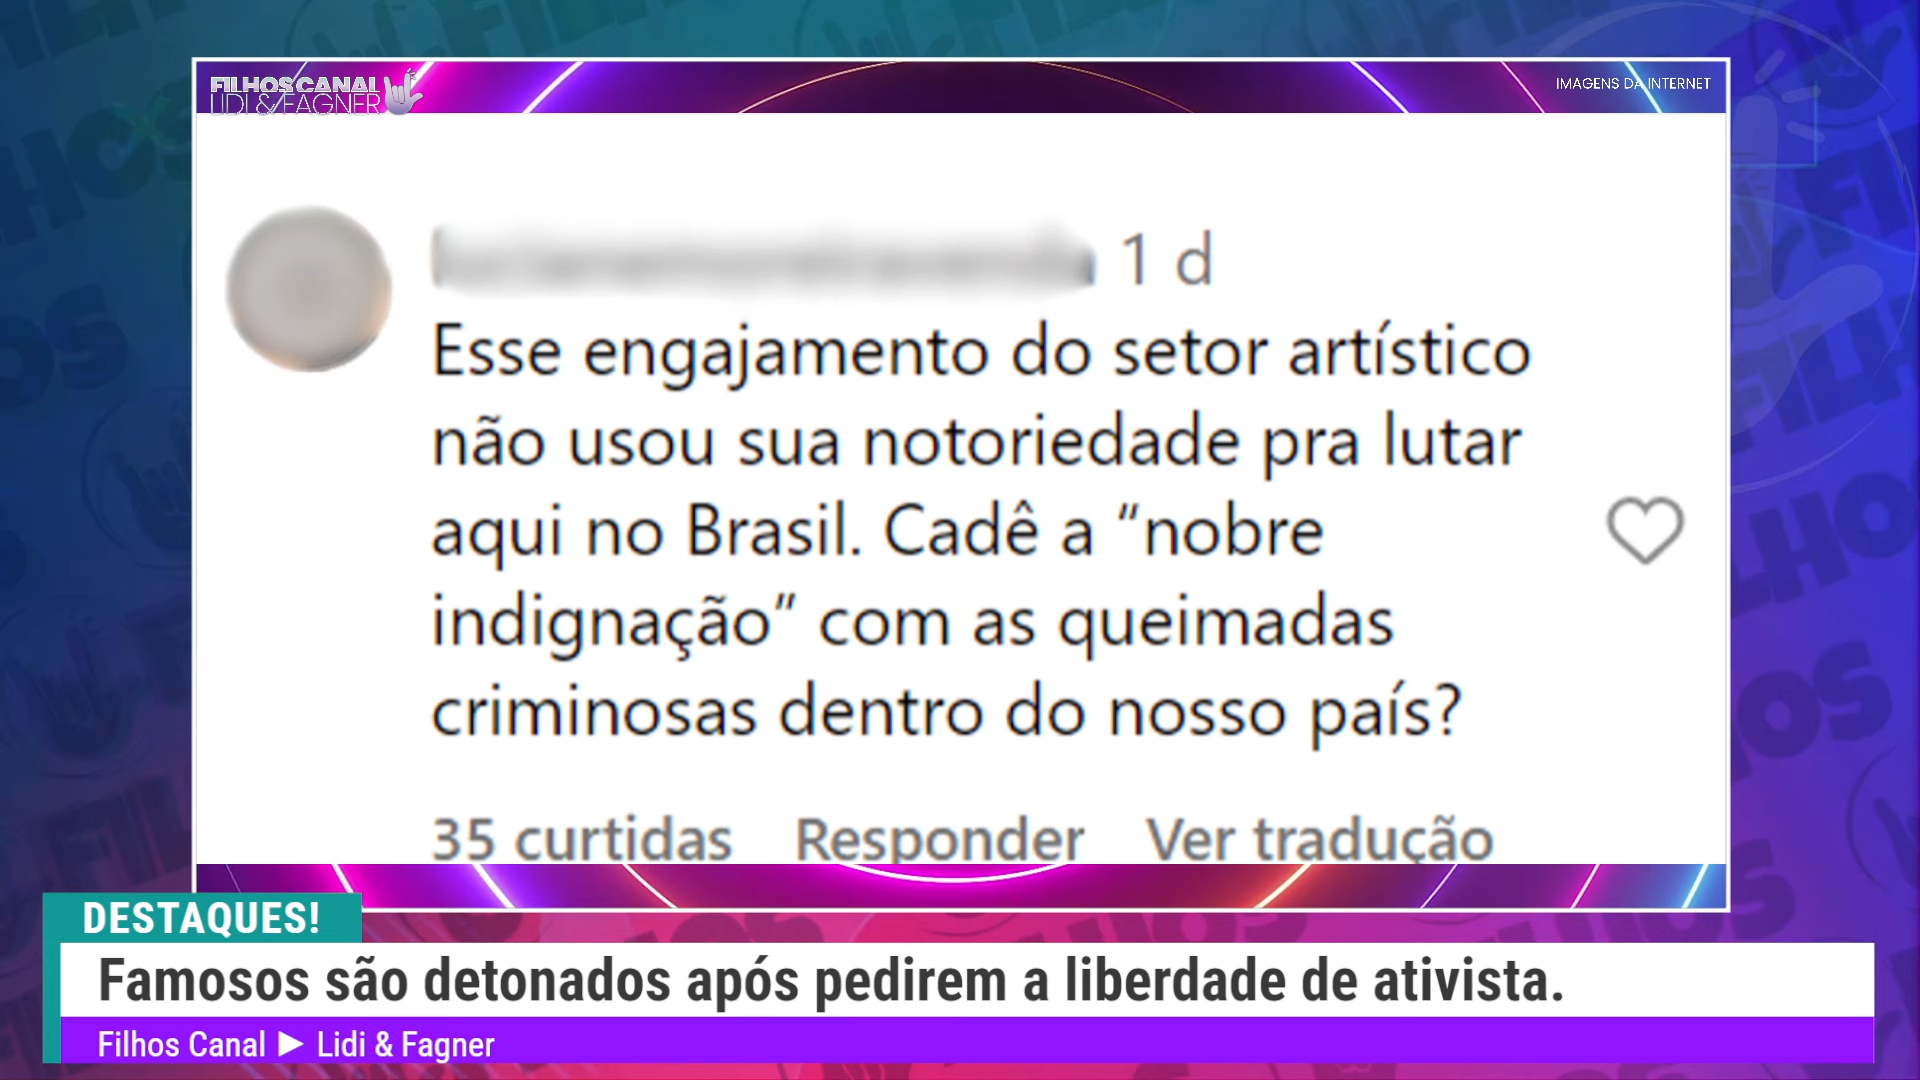 FILHOS CANAL
LIDI & FAGNER
IMAGENS DA INTERNET
1 d
Esse engajamento do setor artístico
não usou sua notoriedade pra lutar
aqui no Brasil. Cadê a “nobre
indignação” com as queimadas
criminosas dentro do nosso país?
35 curtidas Responder Ver tradução
DESTAQUES!
Famosos são detonados após pedirem a liberdade de ativista.
Filhos Canal ► Lidi & Fagner